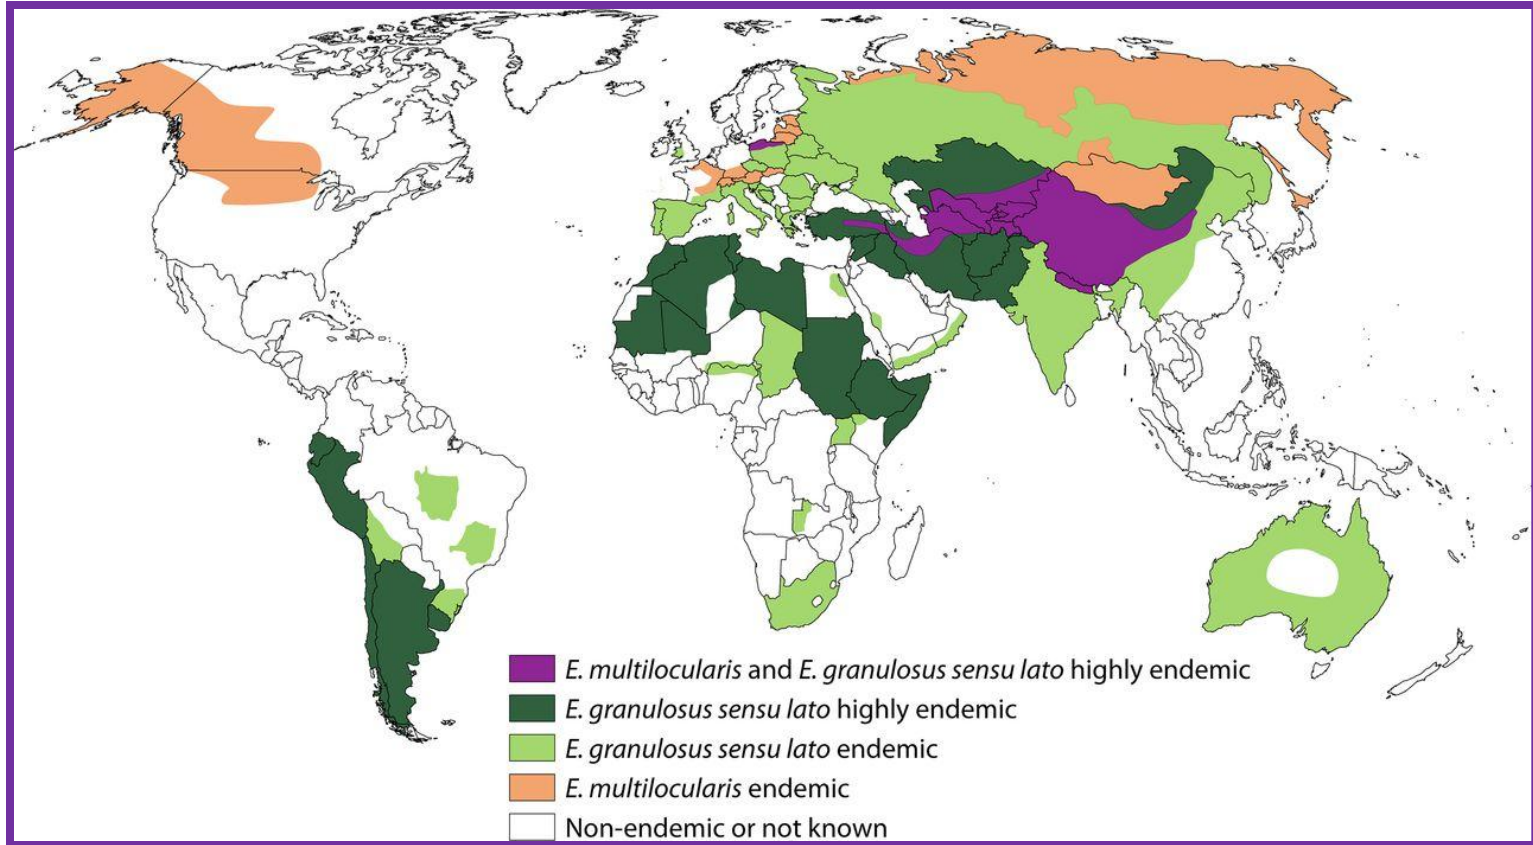 E. multilocularis and E. granulosus sensu lato highly endemic
E. granulosus sensu lato highly endemic
E. granulosus sensu lato endemic
E. multilocularis endemic
Non-endemic or not known